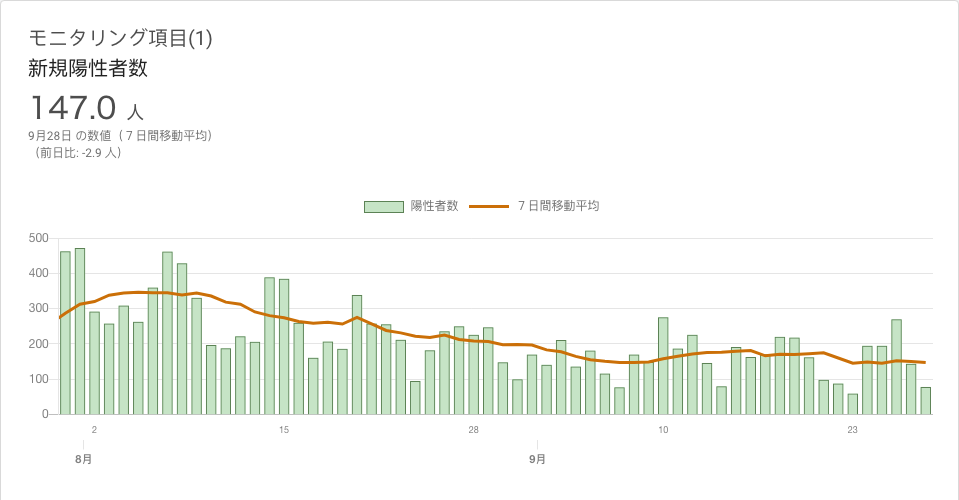 モニタリング項目(1)
新規陽性者数
147.0 人
9月28日 の数値（７日間移動平均）
（前日比: -2.9 人）
陽性者数 ７日間移動平均
500
400
300
200
100
0
2 15 28 10 23
8月 9月